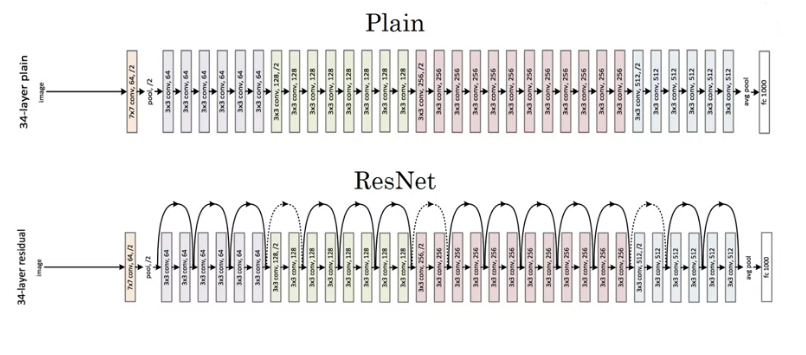 Plain
34-layer plain
image
7x7 conv, 64, /2
pool, /2
3x3 conv, 64
3x3 conv, 64
3x3 conv, 64
3x3 conv, 64
3x3 conv, 64
3x3 conv, 64
3x3 conv, 128, /2
3x3 conv, 128
3x3 conv, 128
3x3 conv, 128
3x3 conv, 128
3x3 conv, 128
3x3 conv, 128
3x3 conv, 128
3x3 conv, 256, /2
3x3 conv, 256
3x3 conv, 256
3x3 conv, 256
3x3 conv, 256
3x3 conv, 256
3x3 conv, 256
3x3 conv, 256
3x3 conv, 256
3x3 conv, 256
3x3 conv, 256
3x3 conv, 256
3x3 conv, 512, /2
3x3 conv, 512
3x3 conv, 512
3x3 conv, 512
3x3 conv, 512
3x3 conv, 512
avg pool
fc 1000
ResNet
34-layer residual
image
7x7 conv, 64, /2
pool, /2
3x3 conv, 64
3x3 conv, 64
3x3 conv, 64
3x3 conv, 64
3x3 conv, 64
3x3 conv, 64
3x3 conv, 128, /2
3x3 conv, 128
3x3 conv, 128
3x3 conv, 128
3x3 conv, 128
3x3 conv, 128
3x3 conv, 128
3x3 conv, 128
3x3 conv, 256, /2
3x3 conv, 256
3x3 conv, 256
3x3 conv, 256
3x3 conv, 256
3x3 conv, 256
3x3 conv, 256
3x3 conv, 256
3x3 conv, 256
3x3 conv, 256
3x3 conv, 256
3x3 conv, 256
3x3 conv, 512, /2
3x3 conv, 512
3x3 conv, 512
3x3 conv, 512
3x3 conv, 512
3x3 conv, 512
avg pool
fc 1000